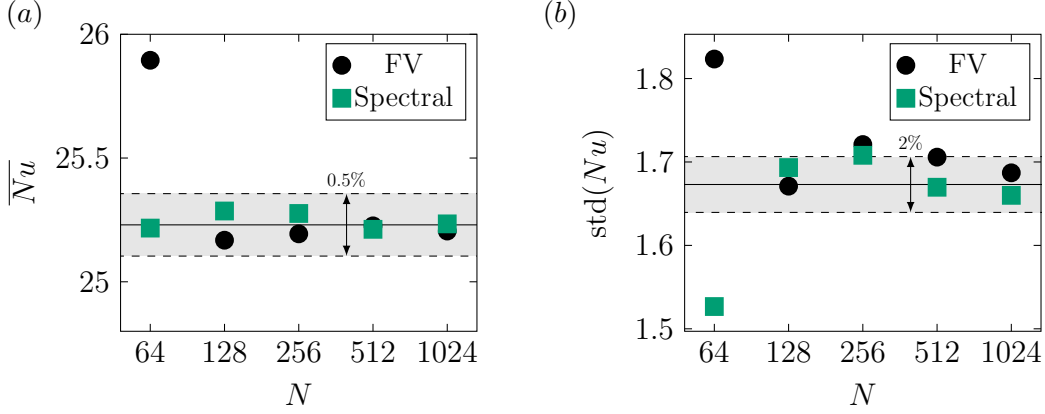 (a)
26
25.5
25
Nu
FV
Spectral
0.5%
64 128 256 512 1024
N
(b)
1.8
1.7
1.6
1.5
std(Nu)
FV
Spectral
2%
64 128 256 512 1024
N